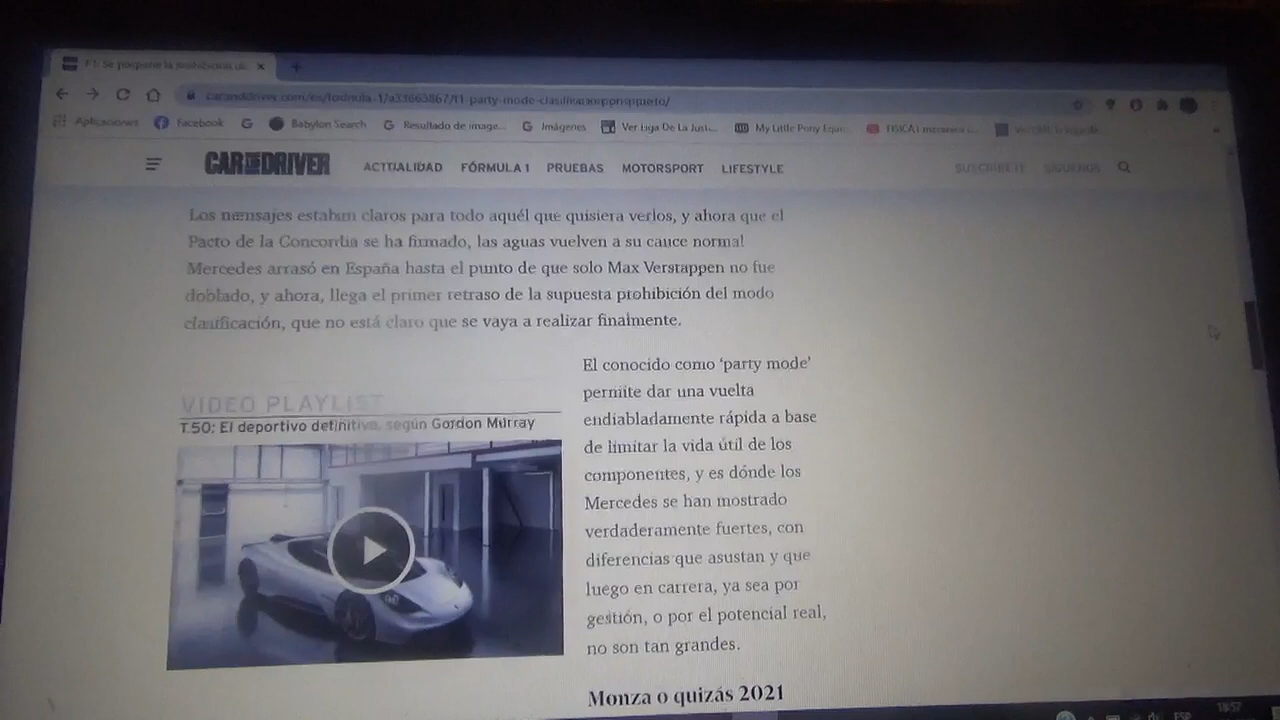 F1: Se pospone la
caranddriver.com/es/formula-1/a33663867/f1-party-mode-clasificacion-pospuesto/
Aplicaciones Facebook G Babylon Search Resultado de image... Imágenes Ver Liga De La Justi... My Little Pony Eque... FISICA I mecanica
CAR AND DRIVER ACTUALIDAD FÓRMULA 1 PRUEBAS MOTORSPORT LIFESTYLE SUSCRÍBETE SÍGUENOS
Los mensajes estaban claros para todo aquél que quisiera verlos, y ahora que el
Pacto de la Concordia se ha firmado, las aguas vuelven a su cauce normal
Mercedes arrasó en España hasta el punto de que solo Max Verstappen no fue
doblado, y ahora, llega el primer retraso de la supuesta prohibición del modo
clasificación, que no está claro que se vaya a realizar finalmente.
VIDEO PLAYLIST
T.50: El deportivo definitivo, según Gordon Murray
El conocido como ‘party mode’
permite dar una vuelta
endiabladamente rápida a base
de limitar la vida útil de los
componentes, y es dónde los
Mercedes se han mostrado
verdaderamente fuertes, con
diferencias que asustan y que
luego en carrera, ya sea por
gestión, o por el potencial real,
no son tan grandes.
Monza o quizás 2021
ESP 18:57